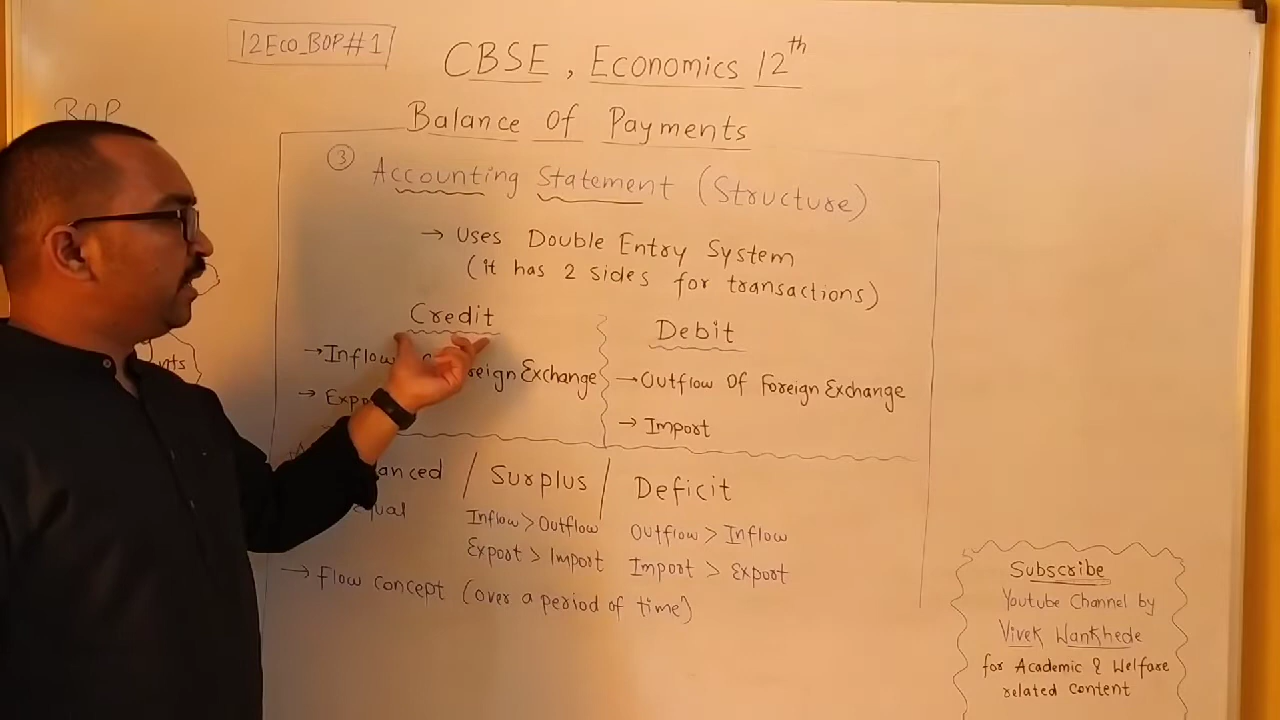 12Eco_BOP#1
CBSE, Economics 12th
Balance Of Payments
BOP
③ Accounting Statement (Structure)
→ Uses Double Entry System
(it has 2 sides for transactions)
Credit
→ Inflow Foreign Exchange
→
Debit
→ Outflow Of Foreign Exchange
→ Import
/ Surplus / Deficit
Equal
Inflow > Outflow
Export > Import
Outflow > Inflow
Import > Export
→ Flow concept (over a period of time)
Subscribe
Youtube Channel by
Vivek Wankhede
for Academic & Welfare
related content